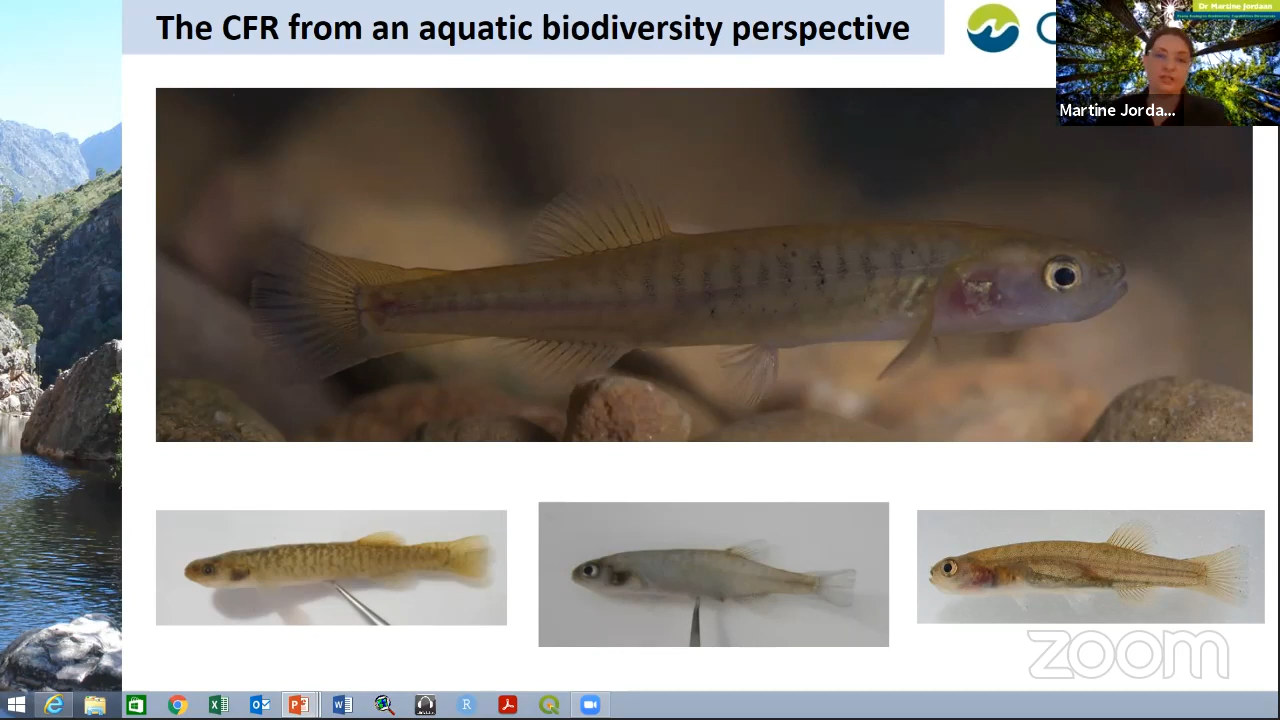 The CFR from an aquatic biodiversity perspective
Dr Martine Jordaan
Martine Jorda...
zoom